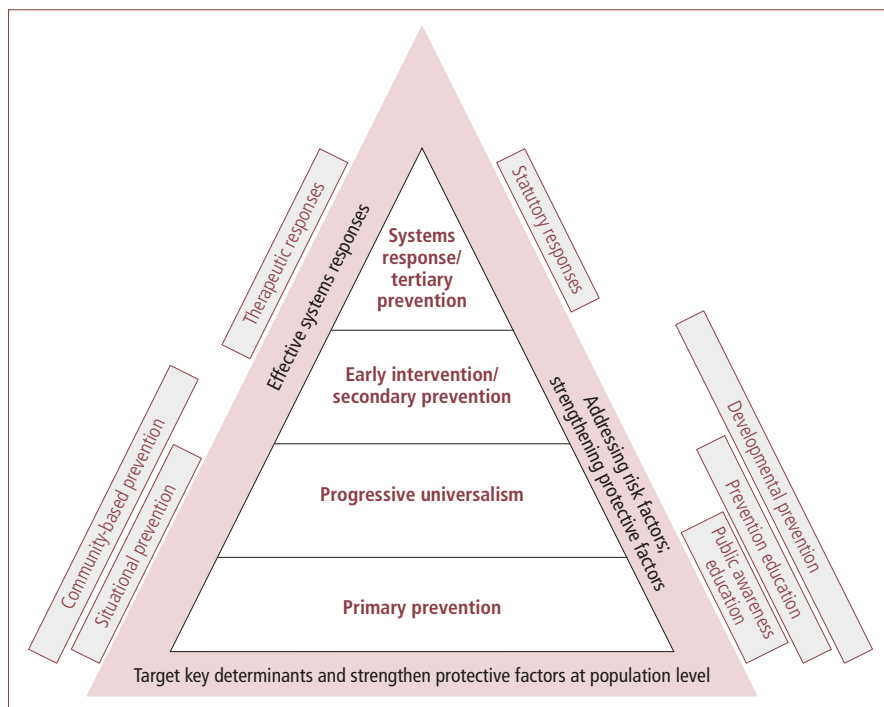 Therapeutic responses
Effective systems responses
Statutory responses
Systems
response/
tertiary
prevention
Early intervention/
secondary prevention
Addressing risk factors;
strengthening protective factors
Community-based prevention
Situational prevention
Progressive universalism
Developmental prevention
Prevention education
Public awareness
education
Primary prevention
Target key determinants and strengthen protective factors at population level